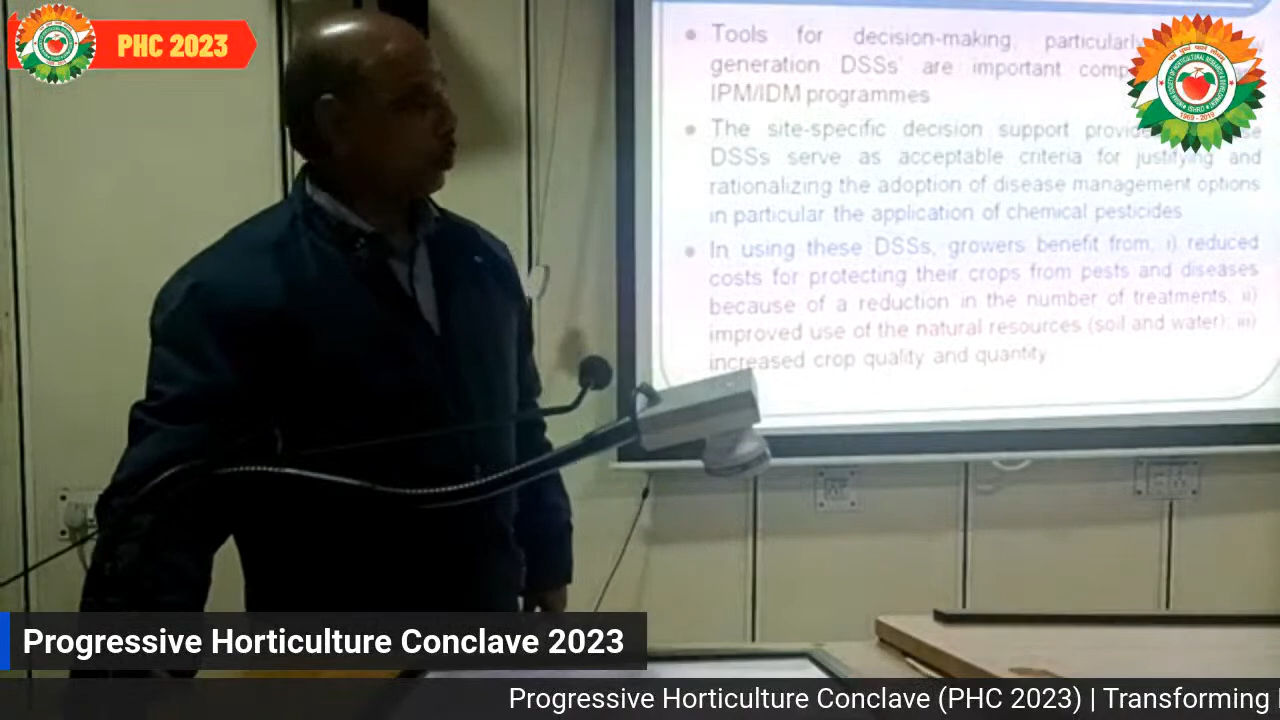 PHC 2023
Tools for decision-making, particularly
generation DSSs' are important
IPM/IDM programmes
The site-specific decision support
DSSs serve as acceptable criteria for justifying and
rationalizing the adoption of disease management options
in particular the application of chemical pesticides
In using these DSSs, growers benefit from, i) reduced
costs for protecting their crops from pests and diseases
because of a reduction in the number of treatments, ii)
improved use of the natural resources (soil and water); iii)
increased crop quality and quantity
ISHRD
1969 - 2019
Progressive Horticulture Conclave 2023
Progressive Horticulture Conclave (PHC 2023) | Transforming